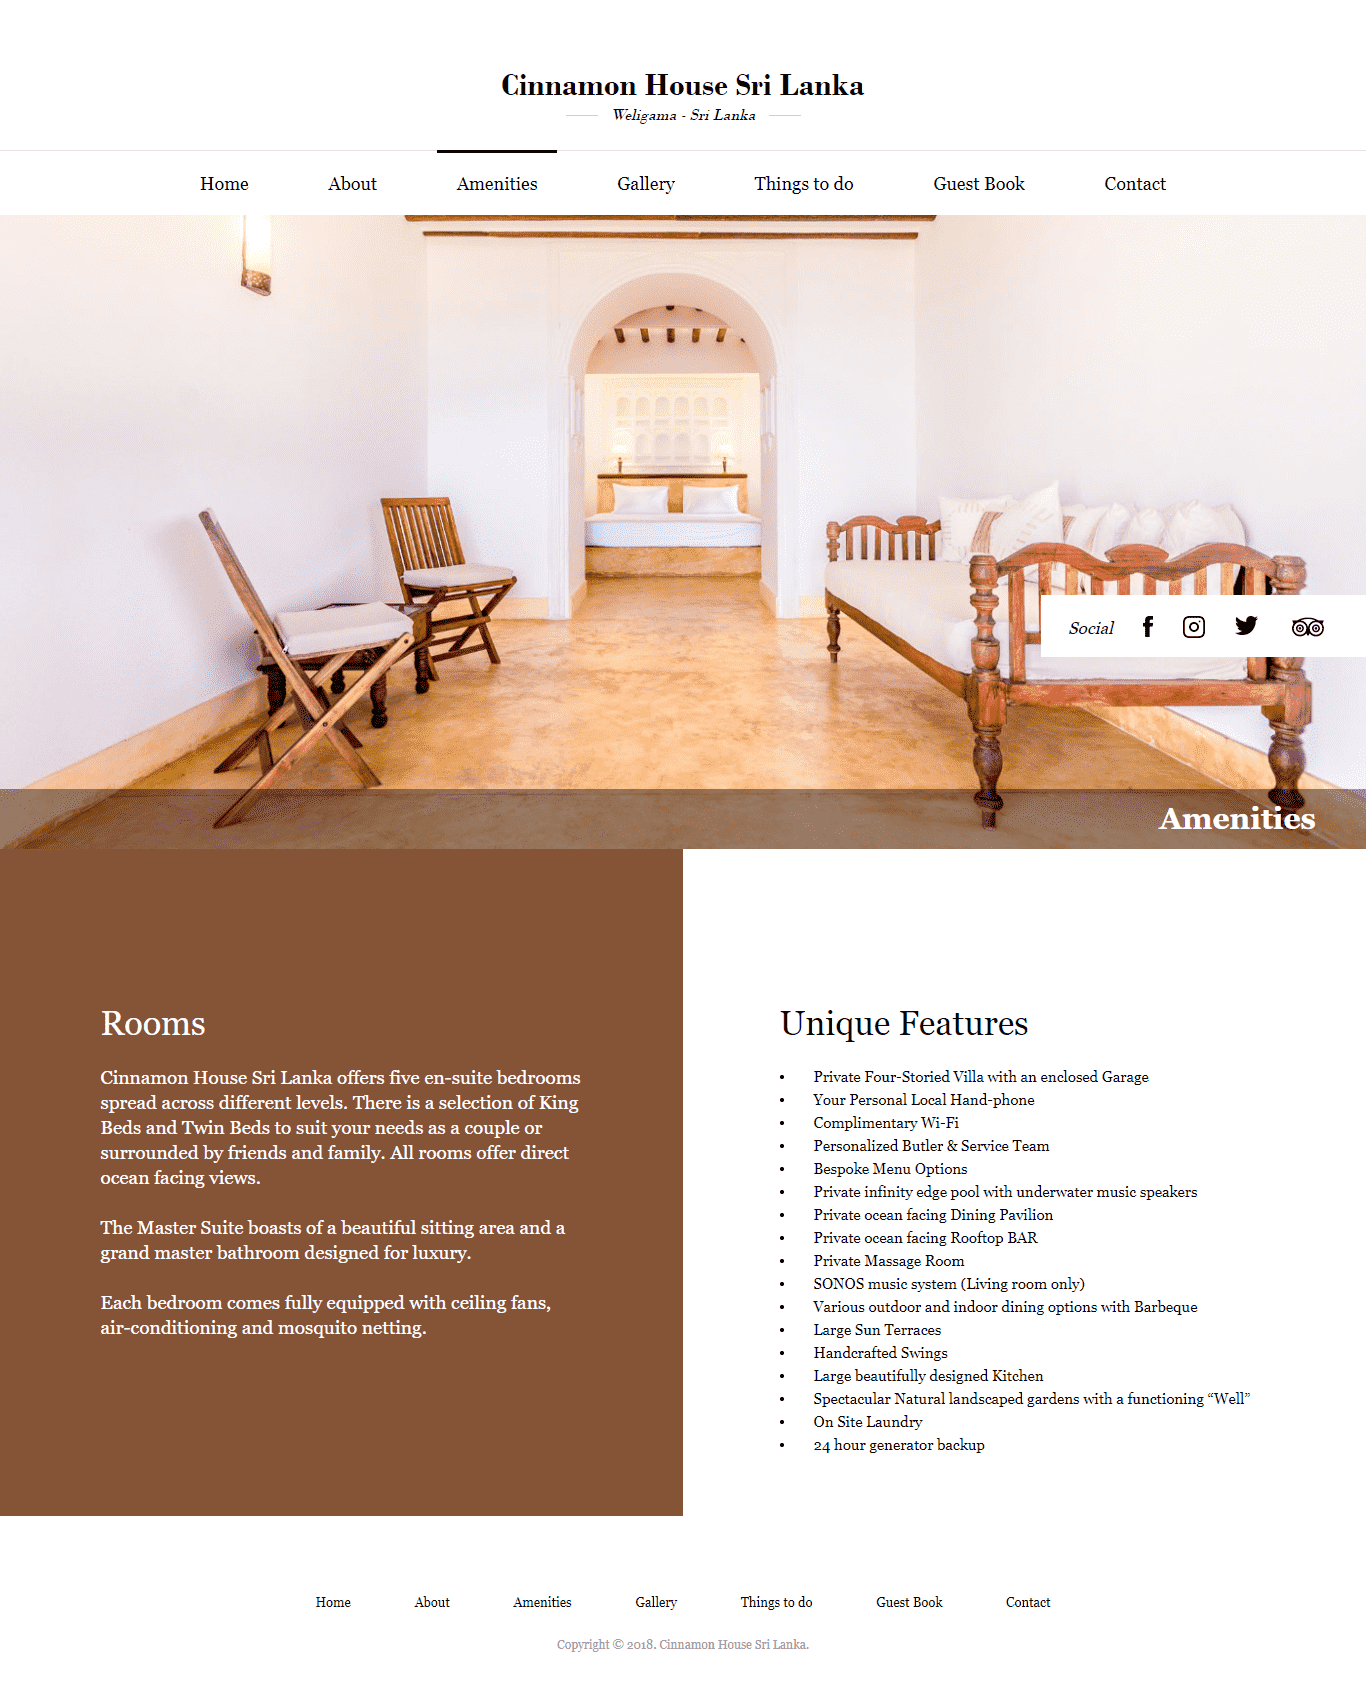 Cinnamon House Sri Lanka
Weligama - Sri Lanka
Home About Amenities Gallery Things to do Guest Book Contact
Social
Amenities
Rooms
Cinnamon House Sri Lanka offers five en-suite bedrooms
spread across different levels. There is a selection of King
Beds and Twin Beds to suit your needs as a couple or
surrounded by friends and family. All rooms offer direct
ocean facing views.
The Master Suite boasts of a beautiful sitting area and a
grand master bathroom designed for luxury.
Each bedroom comes fully equipped with ceiling fans,
air-conditioning and mosquito netting.
Unique Features
• Private Four-Storied Villa with an enclosed Garage
• Your Personal Local Hand-phone
• Complimentary Wi-Fi
• Personalized Butler & Service Team
• Bespoke Menu Options
• Private infinity edge pool with underwater music speakers
• Private ocean facing Dining Pavilion
• Private ocean facing Rooftop BAR
• Private Massage Room
• SONOS music system (Living room only)
• Various outdoor and indoor dining options with Barbeque
• Large Sun Terraces
• Handcrafted Swings
• Large beautifully designed Kitchen
• Spectacular Natural landscaped gardens with a functioning “Well”
• On Site Laundry
• 24 hour generator backup
Home About Amenities Gallery Things to do Guest Book Contact
Copyright © 2018. Cinnamon House Sri Lanka.